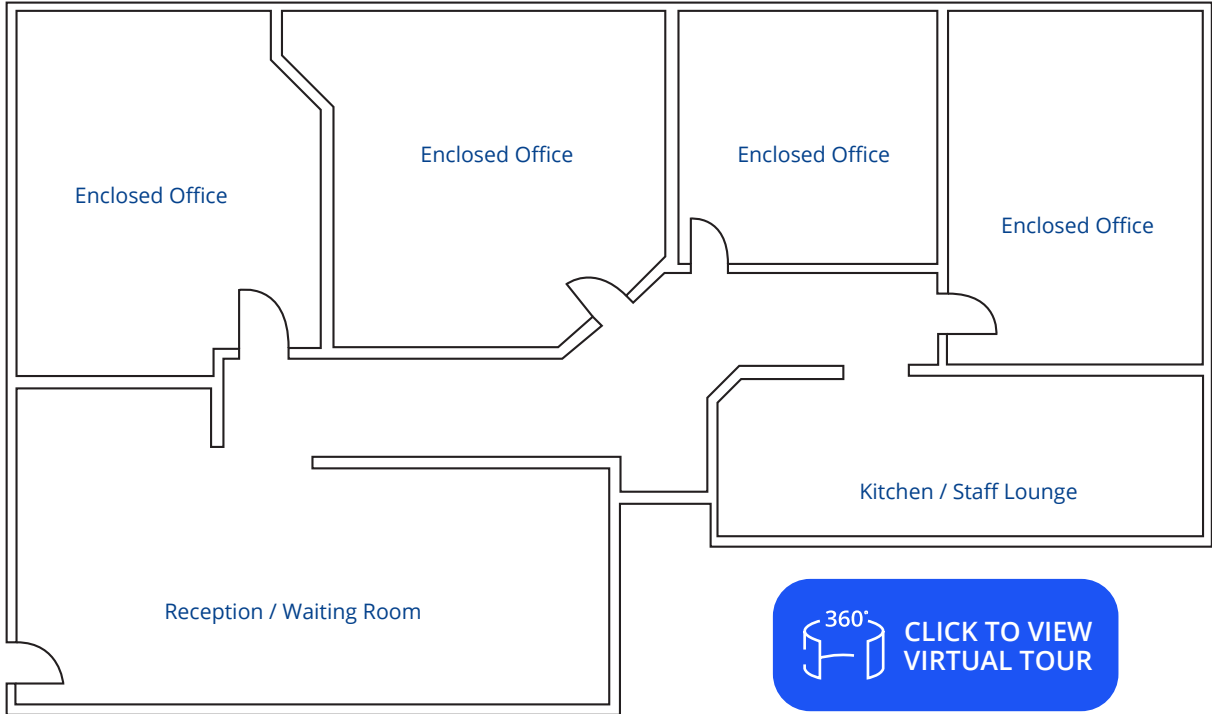 Enclosed Office
Enclosed Office
Enclosed Office
Enclosed Office
Kitchen / Staff Lounge
Reception / Waiting Room
360°
CLICK TO VIEW
VIRTUAL TOUR